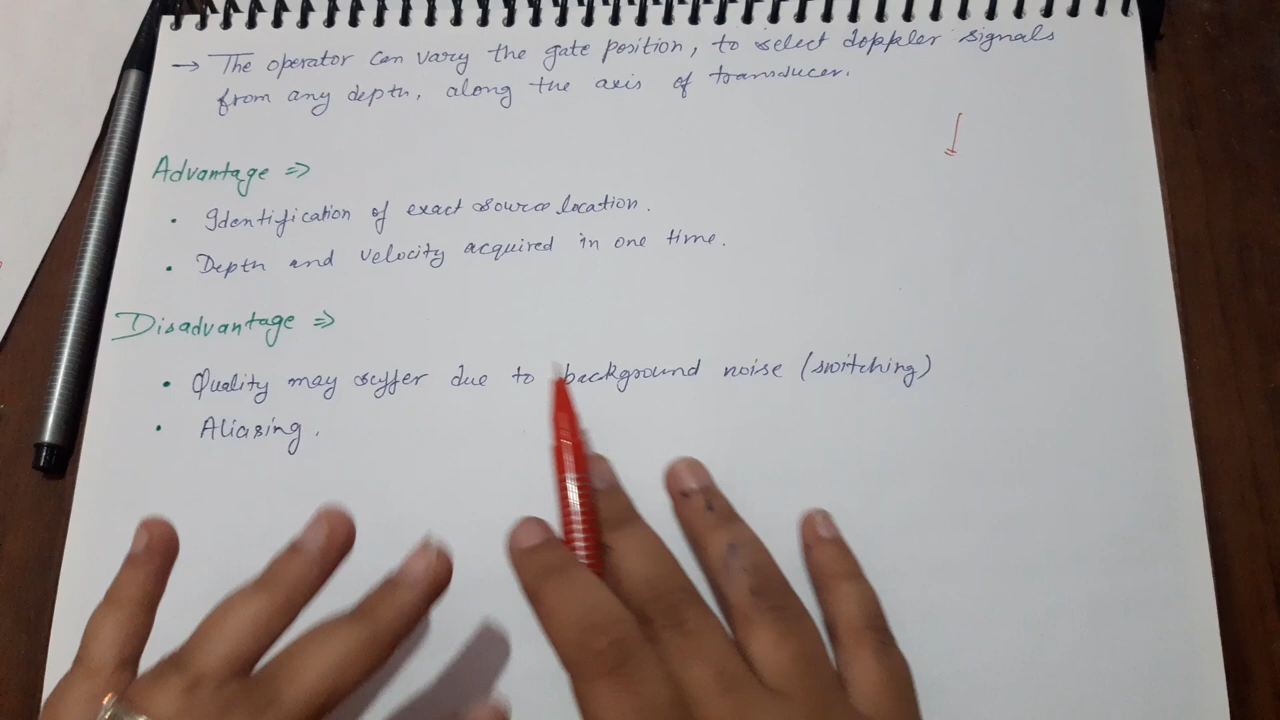 → The operator can vary the gate position, to select doppler signals
from any depth, along the axis of transducer.
Advantage ⇒
• Identification of exact source location.
• Depth and velocity acquired in one time.
Disadvantage ⇒
• Quality may suffer due to background noise (switching)
• Aliasing.